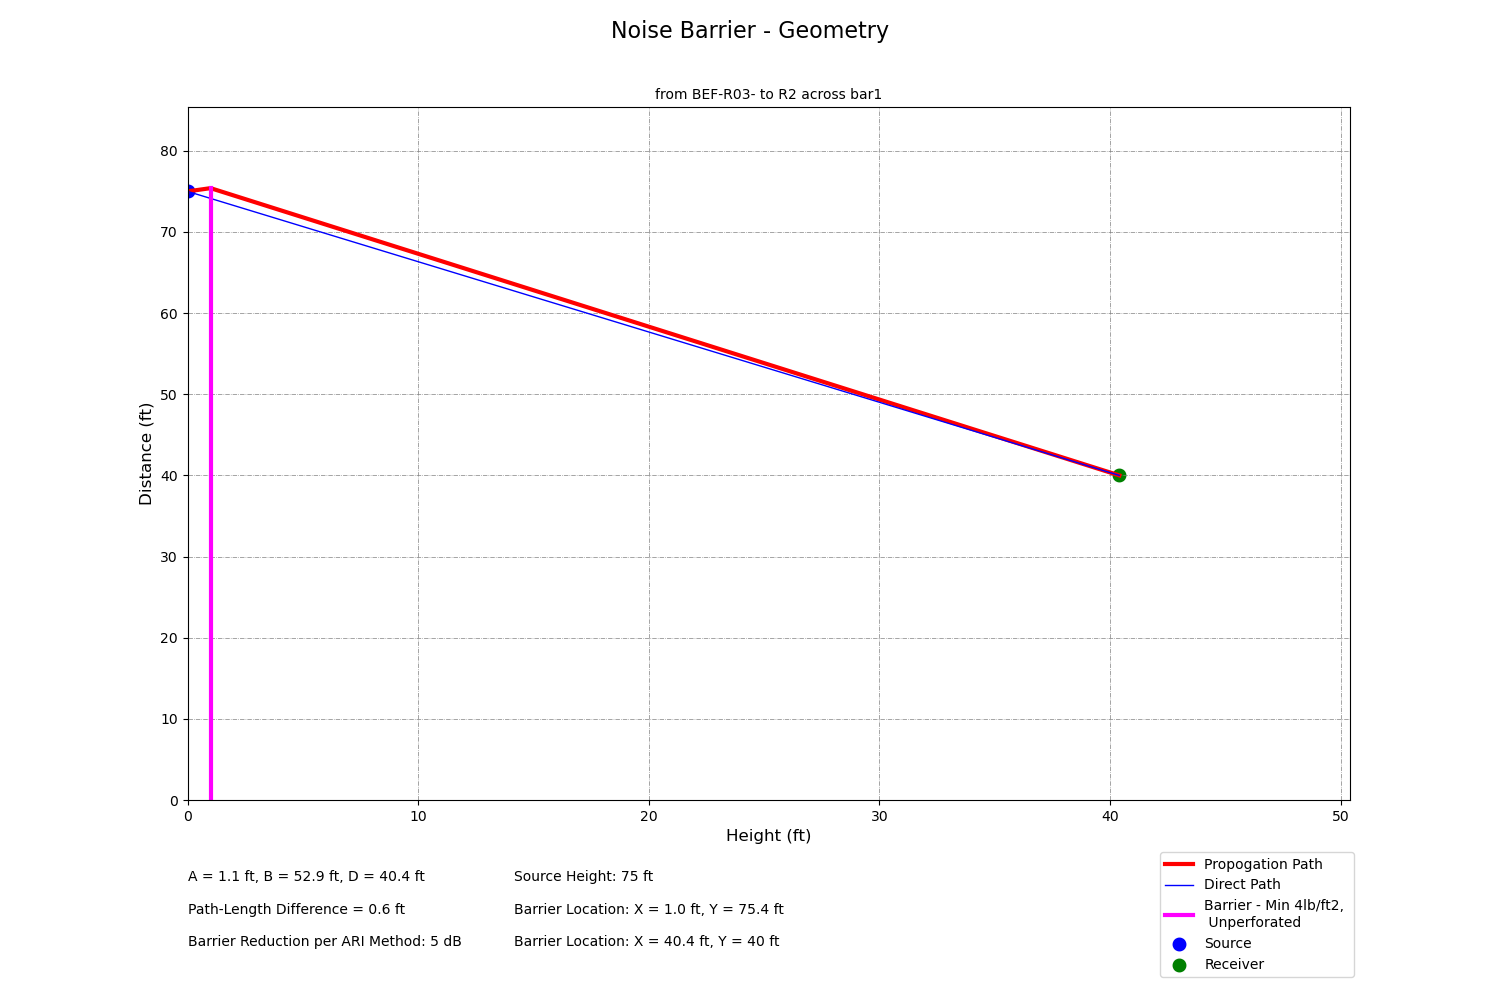 Noise Barrier - Geometry
from BEF-R03- to R2 across bar1
80
70
60
50
40
30
20
10
0
Distance (ft)
0 10 20 30 40 50
Height (ft)
A = 1.1 ft, B = 52.9 ft, D = 40.4 ft
Path-Length Difference = 0.6 ft
Barrier Reduction per ARI Method: 5 dB
Source Height: 75 ft
Barrier Location: X = 1.0 ft, Y = 75.4 ft
Barrier Location: X = 40.4 ft, Y = 40 ft
Propogation Path
Direct Path
Barrier - Min 4lb/ft2,
Unperforated
Source
Receiver